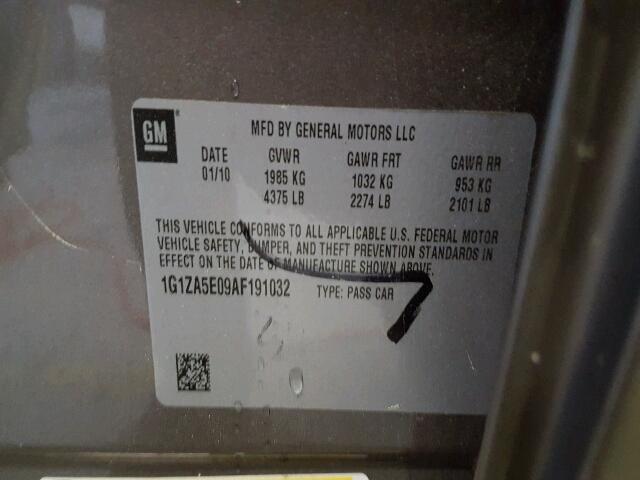 GM
MFD BY GENERAL MOTORS LLC
DATE GVWR GAWR FRT GAWR RR
01/10 1985 KG 1032 KG 953 KG
4375 LB 2274 LB 2101 LB
THIS VEHICLE CONFORMS TO ALL APPLICABLE U.S. FEDERAL MOTOR
VEHICLE SAFETY, BUMPER, AND THEFT PREVENTION STANDARDS IN
EFFECT ON THE DATE OF MANUFACTURE SHOWN ABOVE.
1G1ZA5E09AF191032 TYPE: PASS CAR